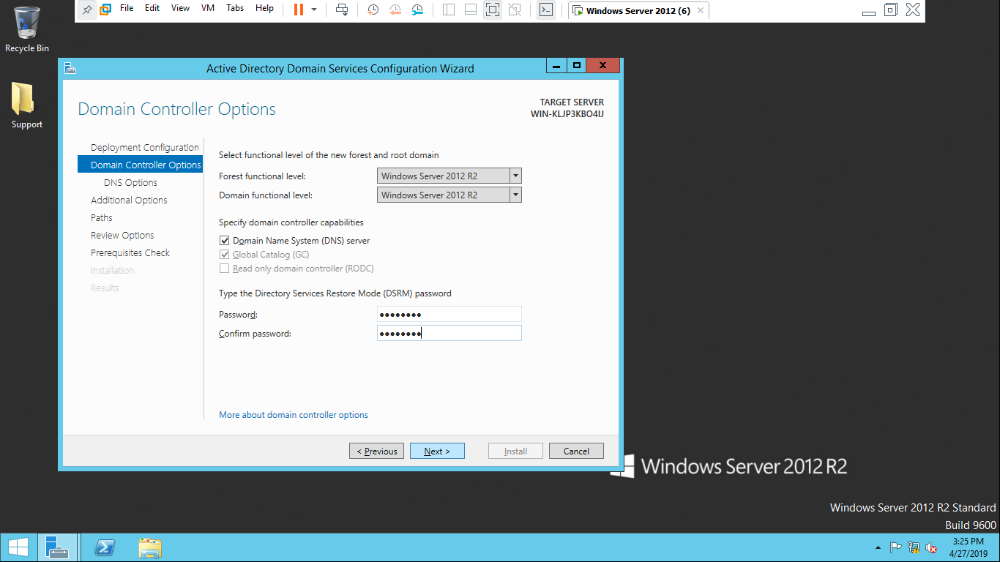 File Edit View VM Tabs Help
Windows Server 2012 (6)
Recycle Bin
Support
Active Directory Domain Services Configuration Wizard
Domain Controller Options
TARGET SERVER
WIN-KLJP3KBO4IJ
Deployment Configuration
Domain Controller Options
DNS Options
Additional Options
Paths
Review Options
Prerequisites Check
Installation
Results
Select functional level of the new forest and root domain
Forest functional level: Windows Server 2012 R2
Domain functional level: Windows Server 2012 R2
Specify domain controller capabilities
Domain Name System (DNS) server
Global Catalog (GC)
Read only domain controller (RODC)
Type the Directory Services Restore Mode (DSRM) password
Password: ●●●●●●●●
Confirm password: ●●●●●●●●
More about domain controller options
< Previous Next > Install Cancel
Windows Server 2012 R2
Windows Server 2012 R2 Standard
Build 9600
3:25 PM
4/27/2019